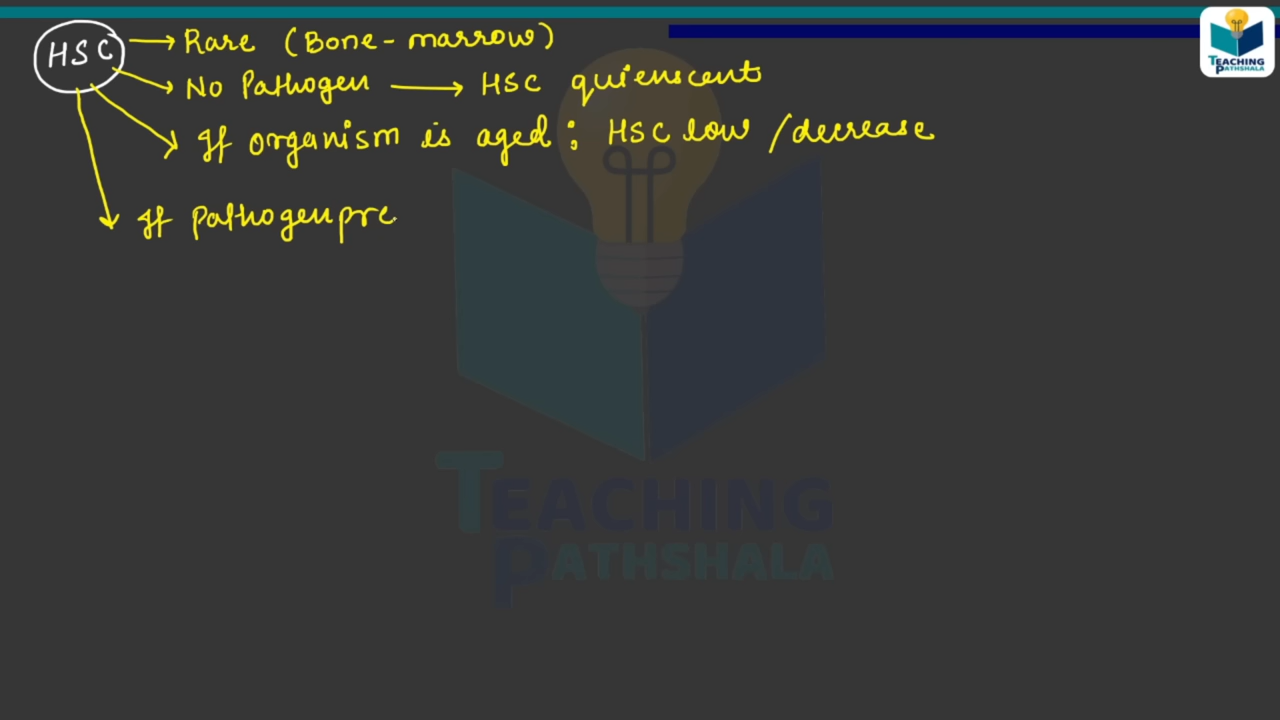 HSC → Rare (Bone-marrow)
→ No Pathogen → HSC quienscent
→ If organism is aged : HSC low / decrease
→ If Pathogen pre
TEACHING
PATHSHALA
TEACHING
PATHSHALA